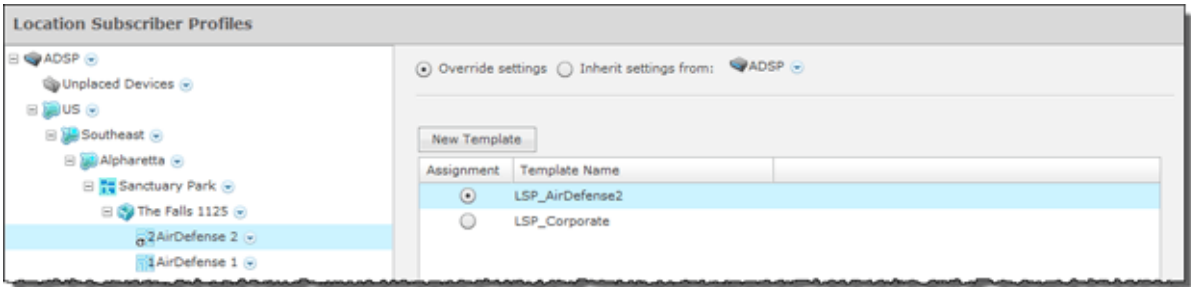 Location Subscriber Profiles
ADSP
Unplaced Devices
US
Southeast
Alpharetta
Sanctuary Park
The Falls 1125
2AirDefense 2
1AirDefense 1
Override settings Inherit settings from: ADSP
New Template
Assignment Template Name
LSP_AirDefense2
LSP_Corporate